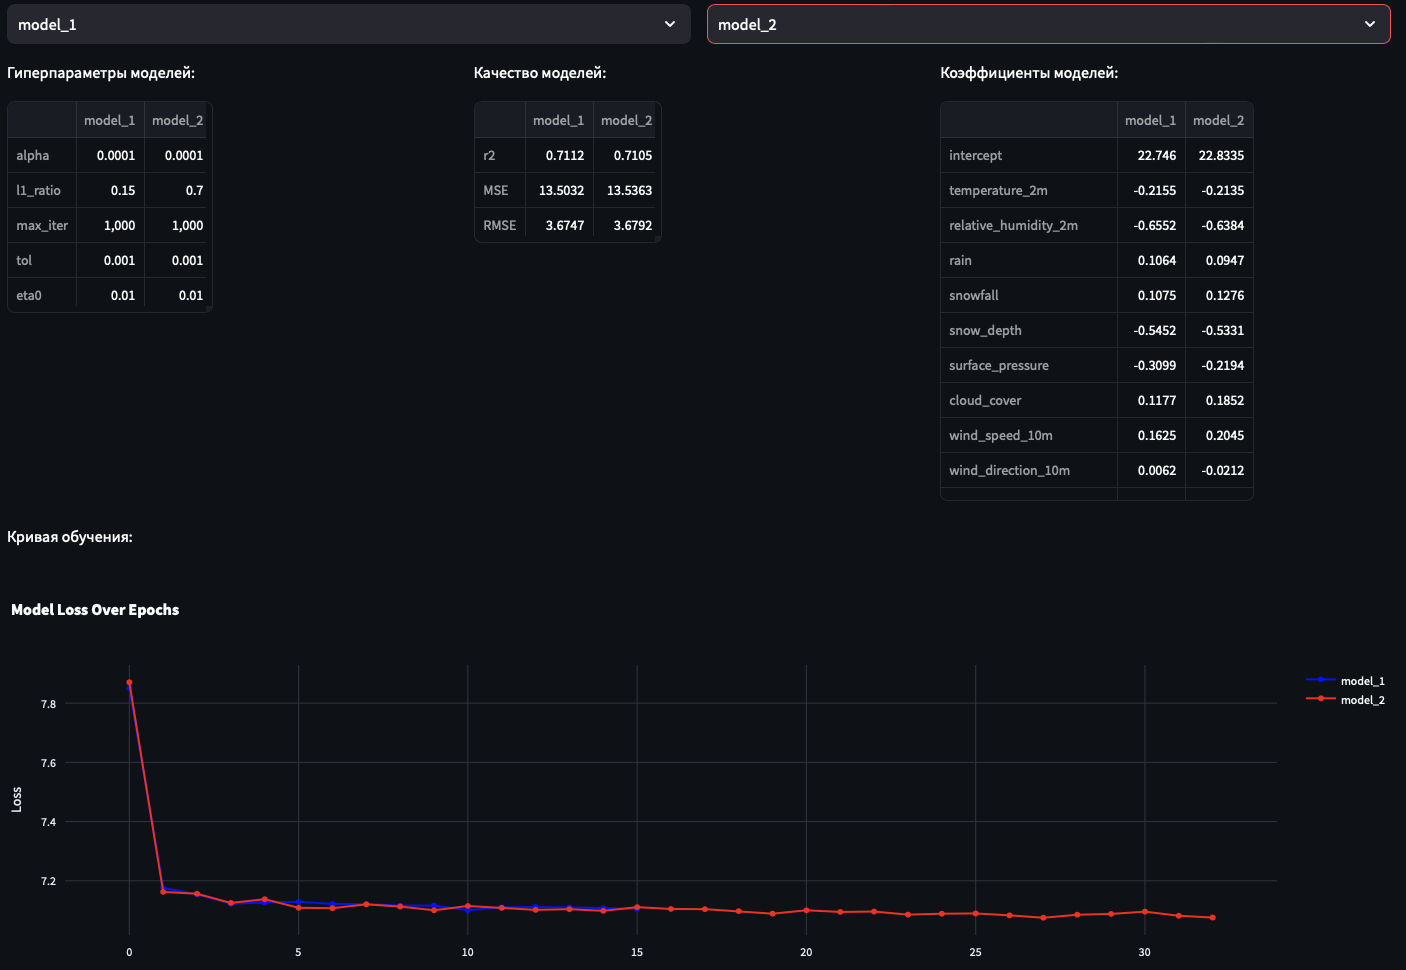 model_1
model_2
Гиперпараметры моделей:
model_1 model_2
alpha 0.0001 0.0001
l1_ratio 0.15 0.7
max_iter 1,000 1,000
tol 0.001 0.001
eta0 0.01 0.01
Качество моделей:
model_1 model_2
r2 0.7112 0.7105
MSE 13.5032 13.5363
RMSE 3.6747 3.6792
Коэффициенты моделей:
model_1 model_2
intercept 22.746 22.8335
temperature_2m -0.2155 -0.2135
relative_humidity_2m -0.6552 -0.6384
rain 0.1064 0.0947
snowfall 0.1075 0.1276
snow_depth -0.5452 -0.5331
surface_pressure -0.3099 -0.2194
cloud_cover 0.1177 0.1852
wind_speed_10m 0.1625 0.2045
wind_direction_10m 0.0062 -0.0212
Кривая обучения:
Model Loss Over Epochs
model_1
model_2
7.8
7.6
7.4
7.2
Loss
0 5 10 15 20 25 30